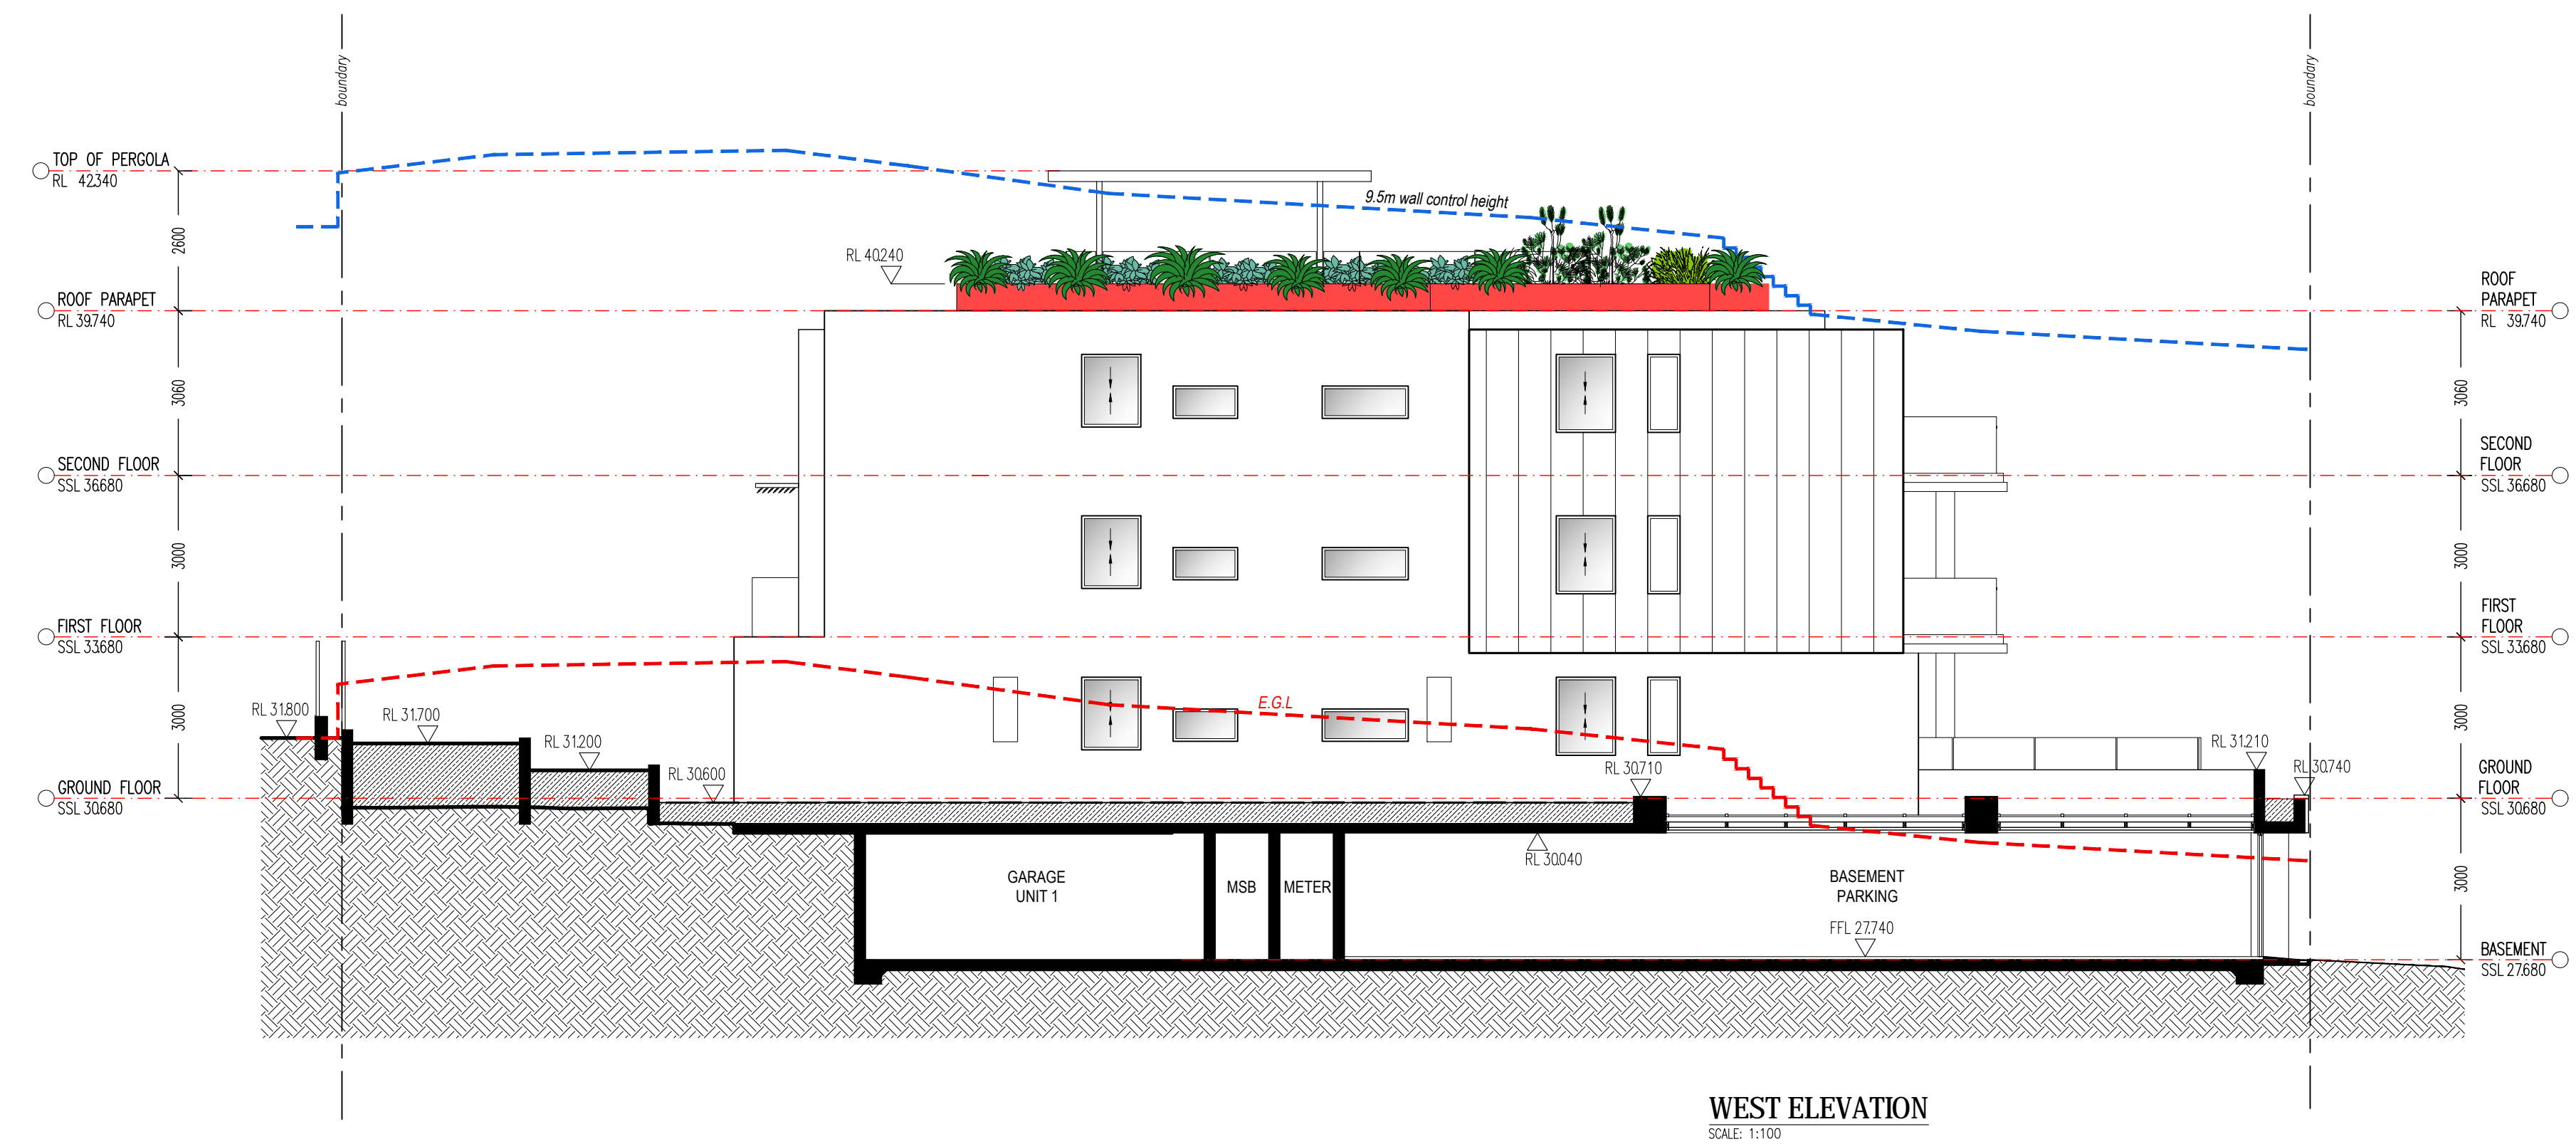 boundary
boundary
TOP OF PERGOLA
RL 42.340
9.5m wall control height
2600
RL 40.240
ROOF PARAPET
RL 39.740
ROOF
PARAPET
RL 39.740
3060
3060
SECOND FLOOR
SSL 36.680
SECOND
FLOOR
SSL 36.680
3000
3000
FIRST FLOOR
SSL 33.680
FIRST
FLOOR
SSL 33.680
E.G.L
RL 31.800
RL 31.700
3000
3000
RL 31.200
RL 31.210
RL 30.600
RL 30.710
RL 30.740
GROUND FLOOR
SSL 30.680
GROUND
FLOOR
SSL 30.680
RL 30.040
GARAGE
UNIT 1
MSB
METER
BASEMENT
PARKING
3000
FFL 27.740
BASEMENT
SSL 27.680
WEST ELEVATION
SCALE: 1:100